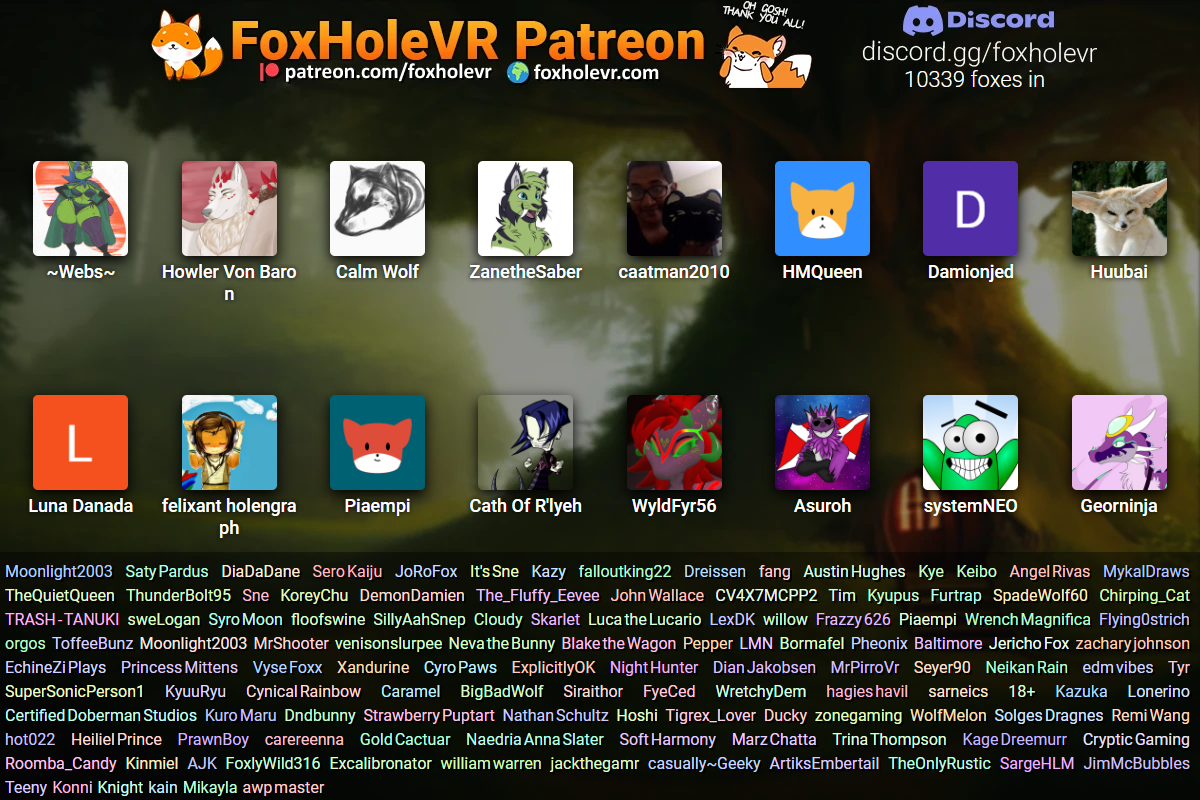 OH GOSH!
THANK YOU ALL!
FoxHoleVR Patreon
patreon.com/foxholevr foxholevr.com
Discord
discord.gg/foxholevr
10339 foxes in
D
~Webs~ Howler Von Baro Calm Wolf ZanetheSaber caatman2010 HMQueen Damionjed Huubai
n
L
Luna Danada felixant holengra Piaempi Cath Of R'lyeh WyldFyr56 Asuroh systemNEO Georninja
ph
Moonlight2003 Saty Pardus DiaDaDane Sero Kaiju JoRoFox It's Sne Kazy falloutking22 Dreissen fang Austin Hughes Kye Keibo Angel Rivas MykalDraws
TheQuietQueen ThunderBolt95 Sne KoreyChu DemonDamien The_Fluffy_Eevee John Wallace CV4X7MCPP2 Tim Kyupus Furtrap SpadeWolf60 Chirping_Cat
TRASH-TANUKI sweLogan Syro Moon floofswine SillyAahSnep Cloudy Skarlet Luca the Lucario LexDK willow Frazzy 626 Piaempi Wrench Magnifica Flying0strich
orgos ToffeeBunz Moonlight2003 MrShooter venisonslurpee Neva the Bunny Blake the Wagon Pepper LMN Bormafel Pheonix Baltimore Jericho Fox zachary johnson
EchineZi Plays Princess Mittens Vyse Foxx Xandurine Cyro Paws ExplicitlyOK Night Hunter Dian Jakobsen MrPirroVr Seyer90 Neikan Rain edm vibes Tyr
SuperSonicPerson1 KyuuRyu Cynical Rainbow Caramel BigBadWolf Siraithor FyeCed WretchyDem hagies havil sarneics 18+ Kazuka Lonerino
Certified Doberman Studios Kuro Maru Dndbunny Strawberry Puptart Nathan Schultz Hoshi Tigrex_Lover Ducky zonegaming WolfMelon Solges Dragnes Remi Wang
hot022 Heiliel Prince PrawnBoy carereenna Gold Cactuar Naedria Anna Slater Soft Harmony Marz Chatta Trina Thompson Kage Dreemurr Cryptic Gaming
Roomba_Candy Kinmiel AJK FoxlyWild316 Excalibronator william warren jackthegamr casually~Geeky ArtiksEmbertail TheOnlyRustic SargeHLM JimMcBubbles
Teeny Konni Knight kain Mikayla awp master